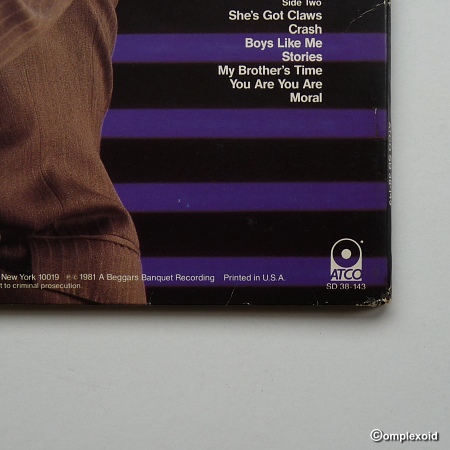 Side Two
She's Got Claws
Crash
Boys Like Me
Stories
My Brother's Time
You Are You Are
Moral
New York 10019 ℗ © 1981 A Beggars Banquet Recording Printed in U.S.A.
t to criminal prosecution.
ATCO
SD 38-143
©omplexoid